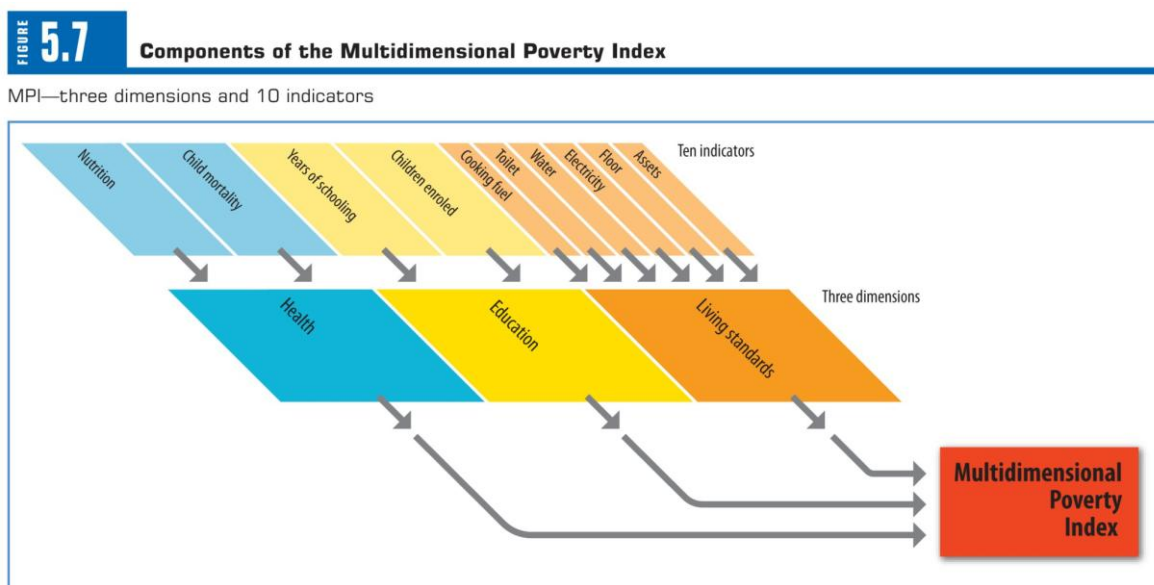 FIGURE
5.7
Components of the Multidimensional Poverty Index
MPI—three dimensions and 10 indicators
Nutrition
Child mortality
Years of schooling
Children enroled
Cooking fuel
Toilet
Water
Electricity
Floor
Assets
Ten indicators
Health
Education
Living standards
Three dimensions
Multidimensional
Poverty
Index